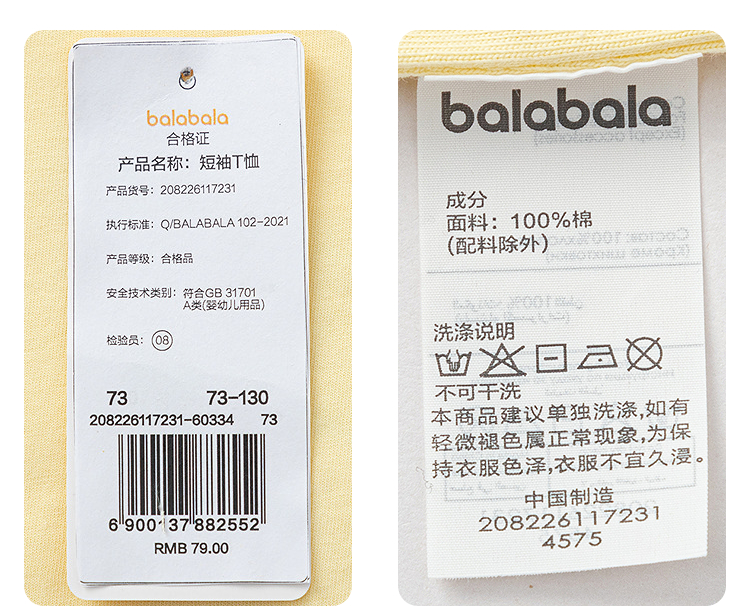 balabala
合格证
产品名称：短袖T恤
产品货号：208226117231
执行标准：Q/BALABALA 102-2021
产品等级：合格品
安全技术类别：符合GB 31701
A类(婴幼儿用品)
检验员：08
73 73-130
208226117231-60334 73
6 900137 882552
RMB 79.00
balabala
成分
面料：100%棉
(配料除外)
洗涤说明
不可干洗
本商品建议单独洗涤,如有
轻微褪色属正常现象,为保
持衣服色泽,衣服不宜久浸。
中国制造
208226117231
4575